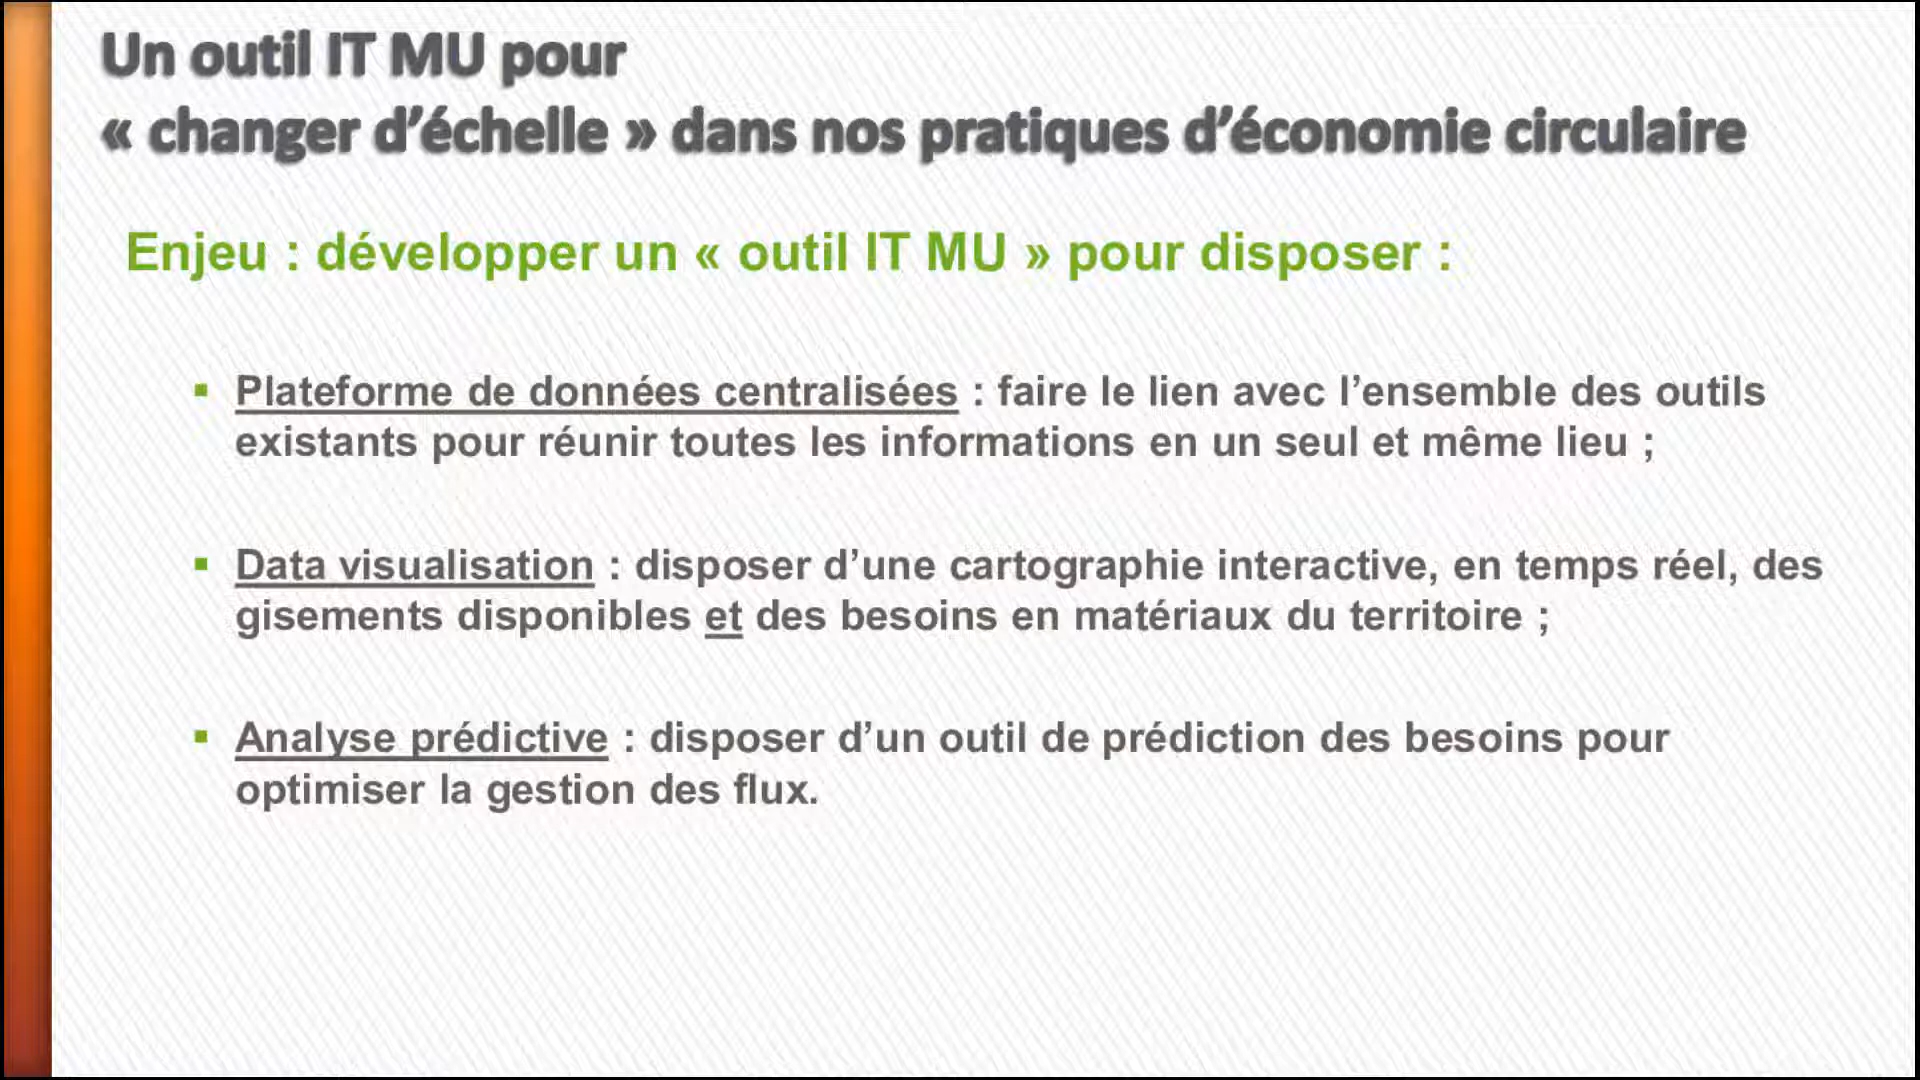 Un outil IT MU pour
« changer d’échelle » dans nos pratiques d’économie circulaire
Enjeu : développer un « outil IT MU » pour disposer :
▪ Plateforme de données centralisées : faire le lien avec l’ensemble des outils
existants pour réunir toutes les informations en un seul et même lieu ;
▪ Data visualisation : disposer d’une cartographie interactive, en temps réel, des
gisements disponibles et des besoins en matériaux du territoire ;
▪ Analyse prédictive : disposer d’un outil de prédiction des besoins pour
optimiser la gestion des flux.